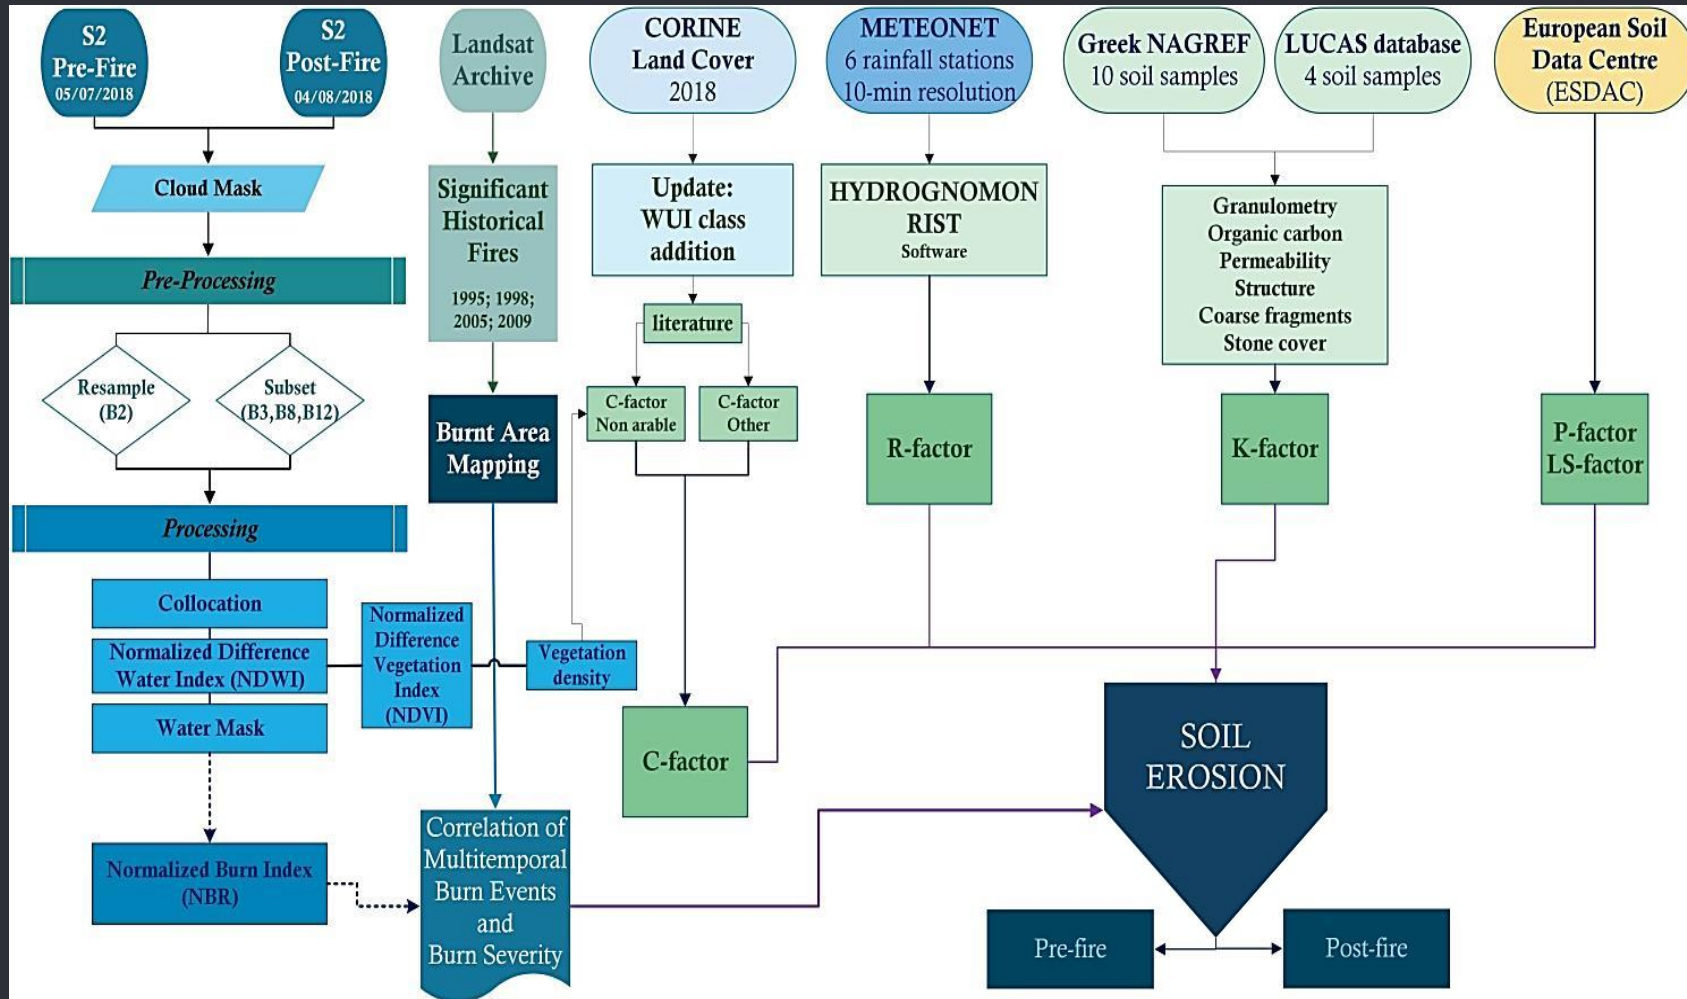 S2
Pre-Fire
05/07/2018
S2
Post-Fire
04/08/2018
Landsat
Archive
CORINE
Land Cover
2018
METEONET
6 rainfall stations
10-min resolution
Greek NAGREF
10 soil samples
LUCAS database
4 soil samples
European Soil
Data Centre
(ESDAC)
Cloud Mask
Pre-Processing
Resample
(B2)
Subset
(B3,B8,B12)
Processing
Collocation
Normalized Difference
Water Index (NDWI)
Water Mask
Normalized Burn Index
(NBR)
Normalized
Difference
Vegetation
Index
(NDVI)
Vegetation
density
Significant
Historical
Fires
1995; 1998;
2005; 2009
Burnt Area
Mapping
Correlation of
Multitemporal
Burn Events
and
Burn Severity
Update:
WUI class
addition
literature
C-factor
Non arable
C-factor
Other
C-factor
HYDROGNOMON
RIST
Software
R-factor
Granulometry
Organic carbon
Permeability
Structure
Coarse fragments
Stone cover
K-factor
P-factor
LS-factor
SOIL
EROSION
Pre-fire
Post-fire